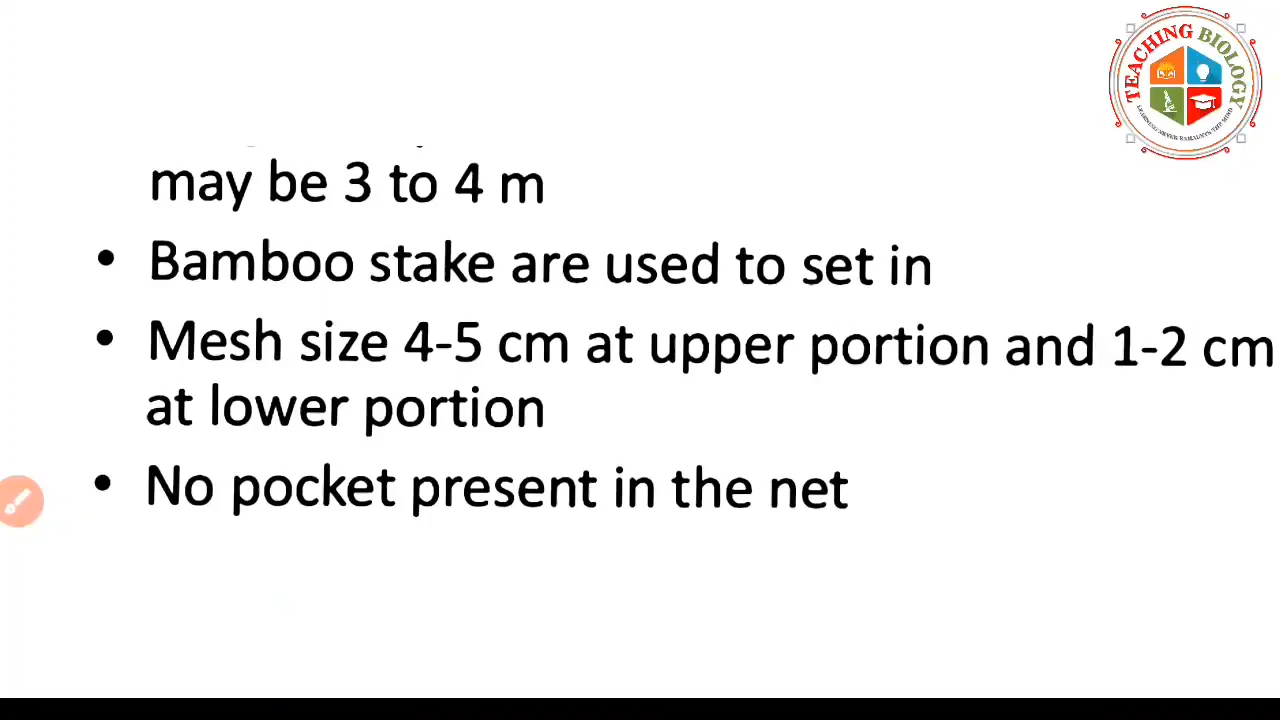 TEACHING BIOLOGY
may be 3 to 4 m
• Bamboo stake are used to set in
• Mesh size 4-5 cm at upper portion and 1-2 cm
at lower portion
• No pocket present in the net